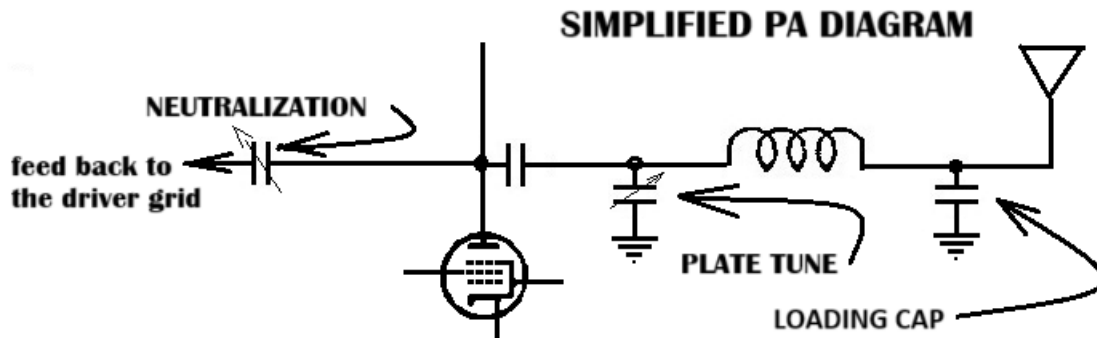 SIMPLIFIED PA DIAGRAM
NEUTRALIZATION
feed back to
the driver grid
PLATE TUNE
LOADING CAP